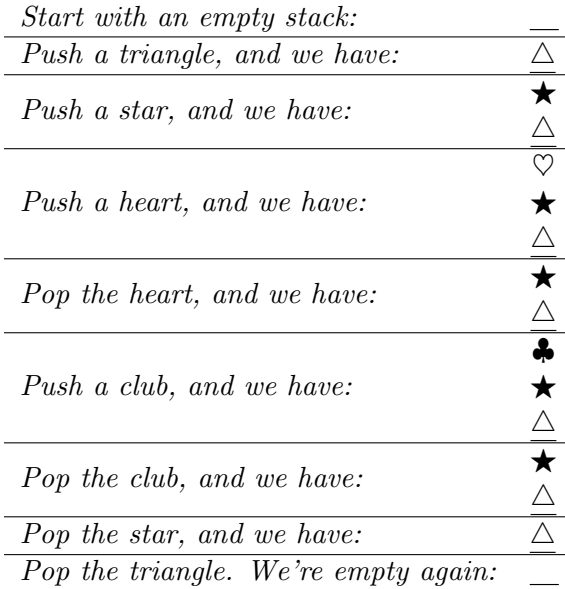 Start with an empty stack:
Push a triangle, and we have: △
Push a star, and we have: ★ △
Push a heart, and we have: ♡ ★ △
Pop the heart, and we have: ★ △
Push a club, and we have: ♣ ★ △
Pop the club, and we have: ★ △
Pop the star, and we have: △
Pop the triangle. We're empty again: